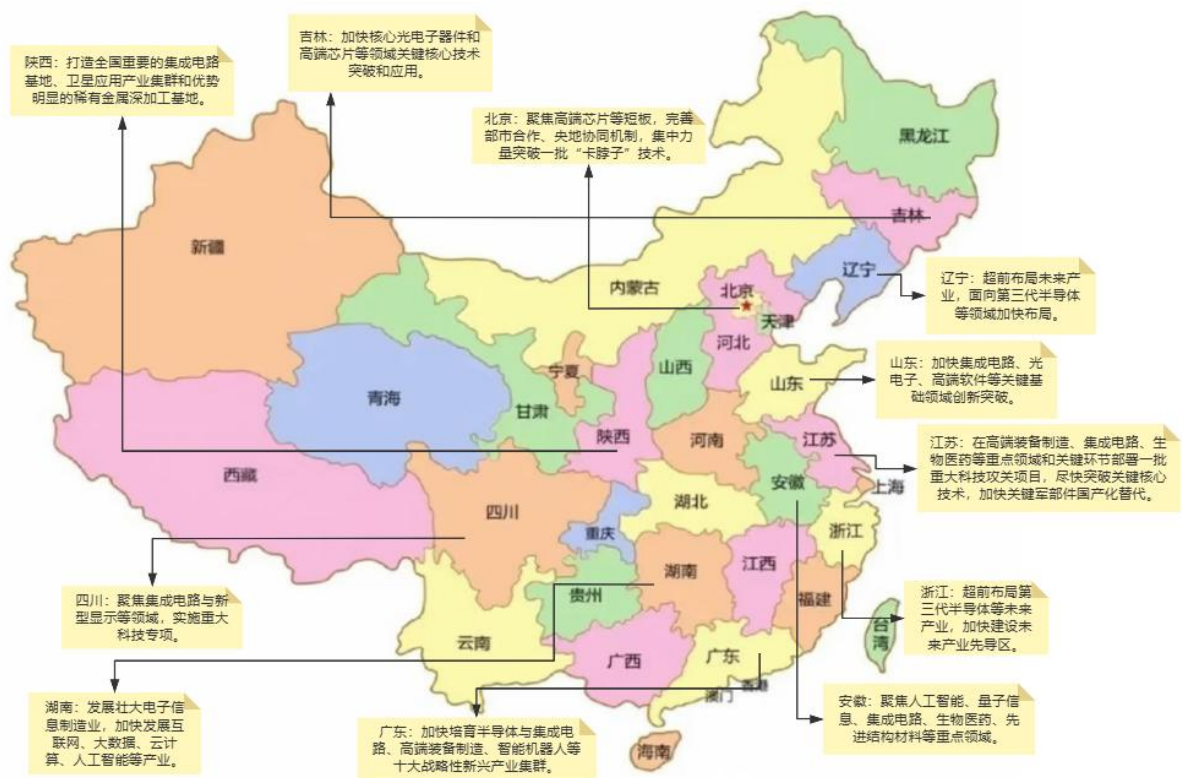 吉林：加快核心光电子器件和
高端芯片等领域关键核心技术
突破和应用。
陕西：打造全国重要的集成电路
基地、卫星应用产业集群和优势
明显的稀有金属深加工基地。
北京：聚焦高端芯片等短板，完善
部市合作、央地协同机制，集中力
量突破一批“卡脖子”技术。
黑龙江
吉林
新疆
辽宁
辽宁：超前布局未来产
业，面向第三代半导体
等领域加快布局。
内蒙古
北京
天津
河北
山西
宁夏
山东
山东：加快集成电路、光
电子、高端软件等关键基
础领域创新突破。
青海
甘肃
陕西
河南
江苏
江苏：在高端装备制造、集成电路、生
物医药等重点领域和关键环节部署一批
重大科技攻关项目，尽快突破关键核心
技术，加快关键军部件国产化替代。
西藏
安徽
上海
四川
湖北
重庆
浙江
湖南
江西
四川：聚焦集成电路与新
型显示等领域，实施重大
科技专项。
贵州
福建
浙江：超前布局第
三代半导体等未来
产业，加快建设未
来产业先导区。
台湾
云南
广西
广东
香港
澳门
湖南：发展壮大电子信
息制造业，加快发展互
联网、大数据、云计
算、人工智能等产业。
广东：加快培育半导体与集成电
路、高端装备制造、智能机器人等
十大战略性新兴产业集群。
安徽：聚焦人工智能、量子信
息、集成电路、生物医药、先
进结构材料等重点领域。
海南